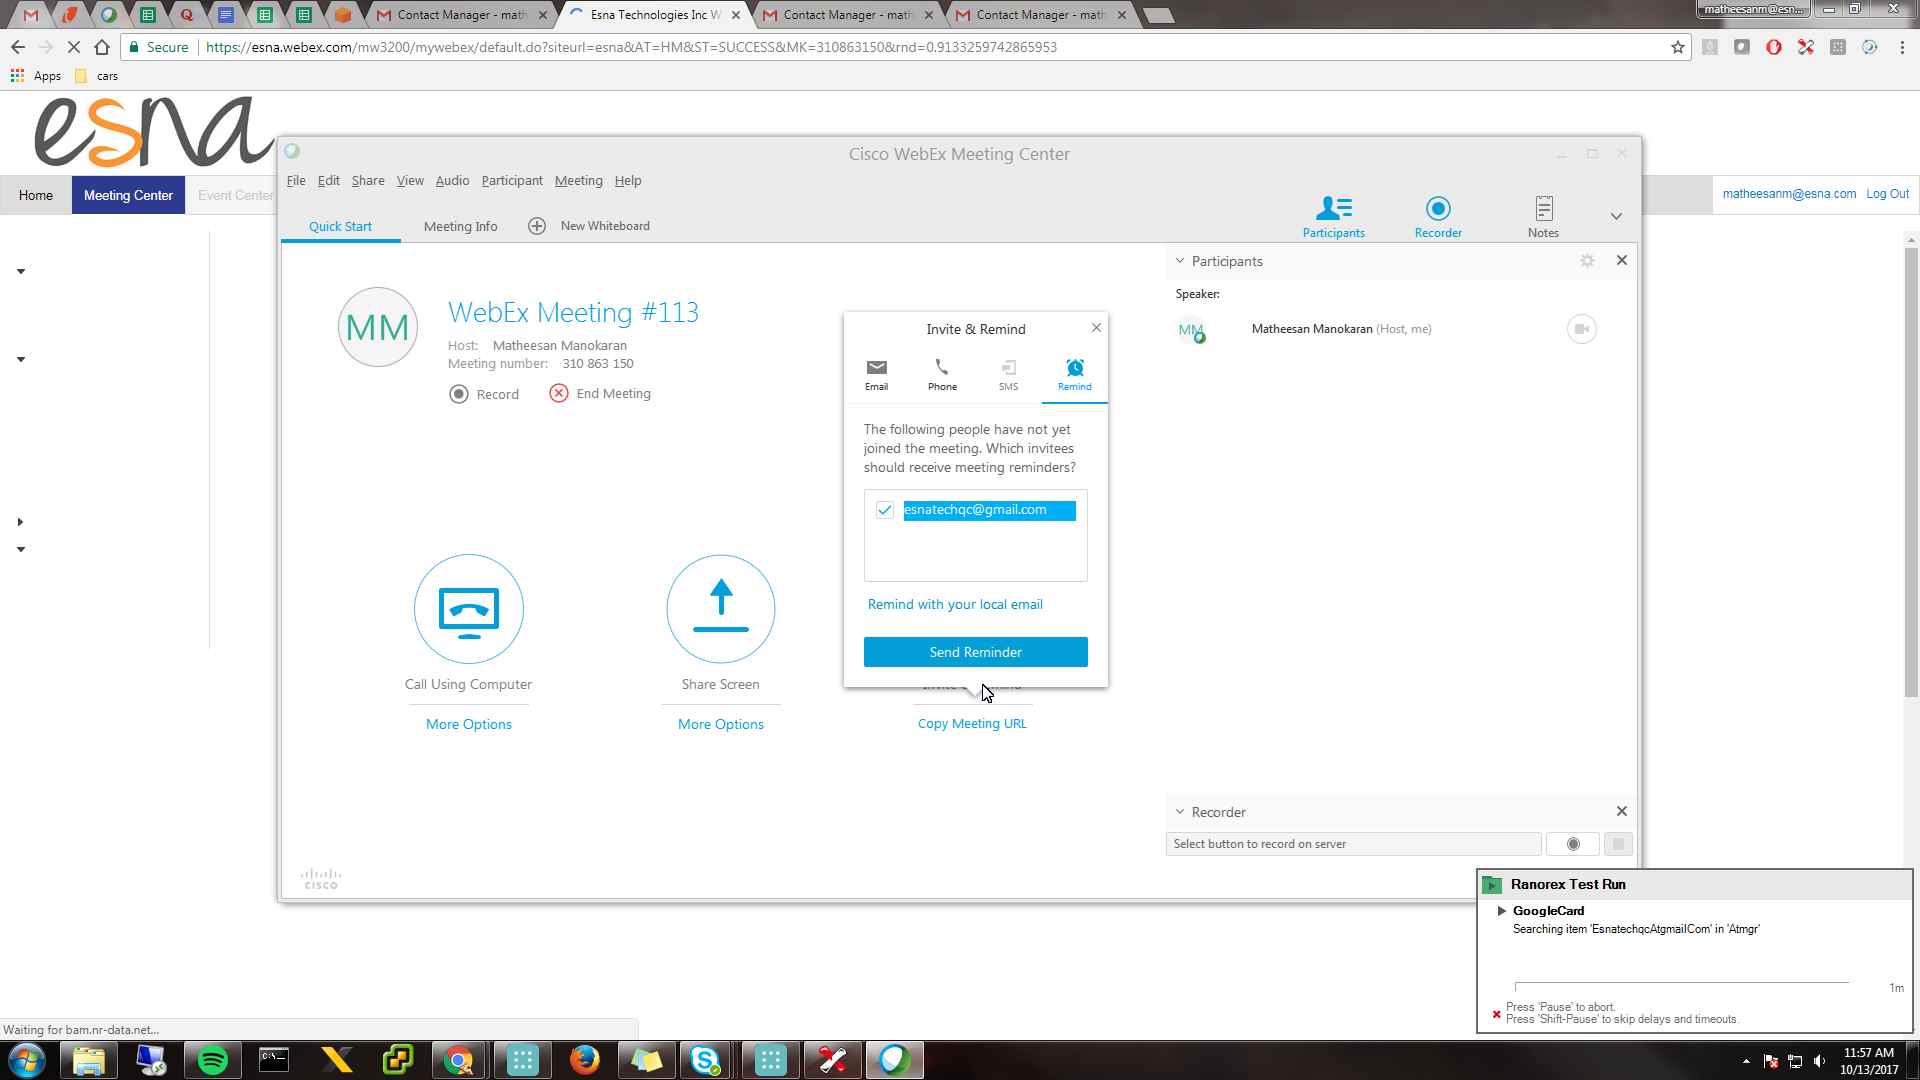 Contact Manager - math
Esna Technologies Inc W
Contact Manager - math
Contact Manager - math
matheesanm@esn...
Secure
https://esna.webex.com/mw3200/mywebex/default.do?siteurl=esna&AT=HM&ST=SUCCESS&MK=310863150&rnd=0.9133259742865953
Apps
cars
esna
Home
Meeting Center
Event Center
matheesanm@esna.com
Log Out
Cisco WebEx Meeting Center
File Edit Share View Audio Participant Meeting Help
Quick Start
Meeting Info
New Whiteboard
Participants
Recorder
Notes
MM
WebEx Meeting #113
Host: Matheesan Manokaran
Meeting number: 310 863 150
Record
End Meeting
Call Using Computer
More Options
Share Screen
More Options
Copy Meeting URL
Invite & Remind
Email
Phone
SMS
Remind
The following people have not yet
joined the meeting. Which invitees
should receive meeting reminders?
esnatechqc@gmail.com
Remind with your local email
Send Reminder
Participants
Speaker:
MM
Matheesan Manokaran (Host, me)
Recorder
Select button to record on server
CISCO
Ranorex Test Run
GoogleCard
Searching item 'EsnatechqcAtgmailCom' in 'Atmgr'
1m
Press 'Pause' to abort.
Press 'Shift-Pause' to skip delays and timeouts.
Waiting for bam.nr-data.net...
11:57 AM
10/13/2017